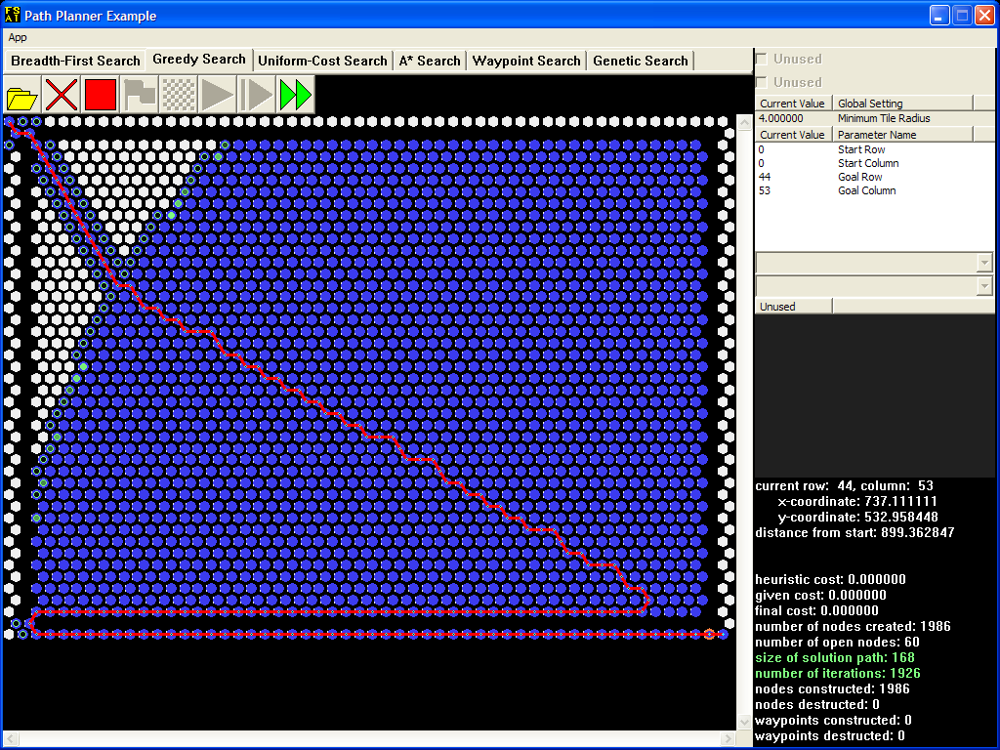 FS AI Path Planner Example
App
Breadth-First Search Greedy Search Uniform-Cost Search A* Search Waypoint Search Genetic Search
Unused
Unused
Current Value Global Setting
4.000000 Minimum Tile Radius
Current Value Parameter Name
0 Start Row
0 Start Column
44 Goal Row
53 Goal Column
Unused
current row: 44, column: 53
x-coordinate: 737.111111
y-coordinate: 532.958448
distance from start: 899.362847
heuristic cost: 0.000000
given cost: 0.000000
final cost: 0.000000
number of nodes created: 1986
number of open nodes: 60
size of solution path: 168
number of iterations: 1926
nodes constructed: 1986
nodes destructed: 0
waypoints constructed: 0
waypoints destructed: 0